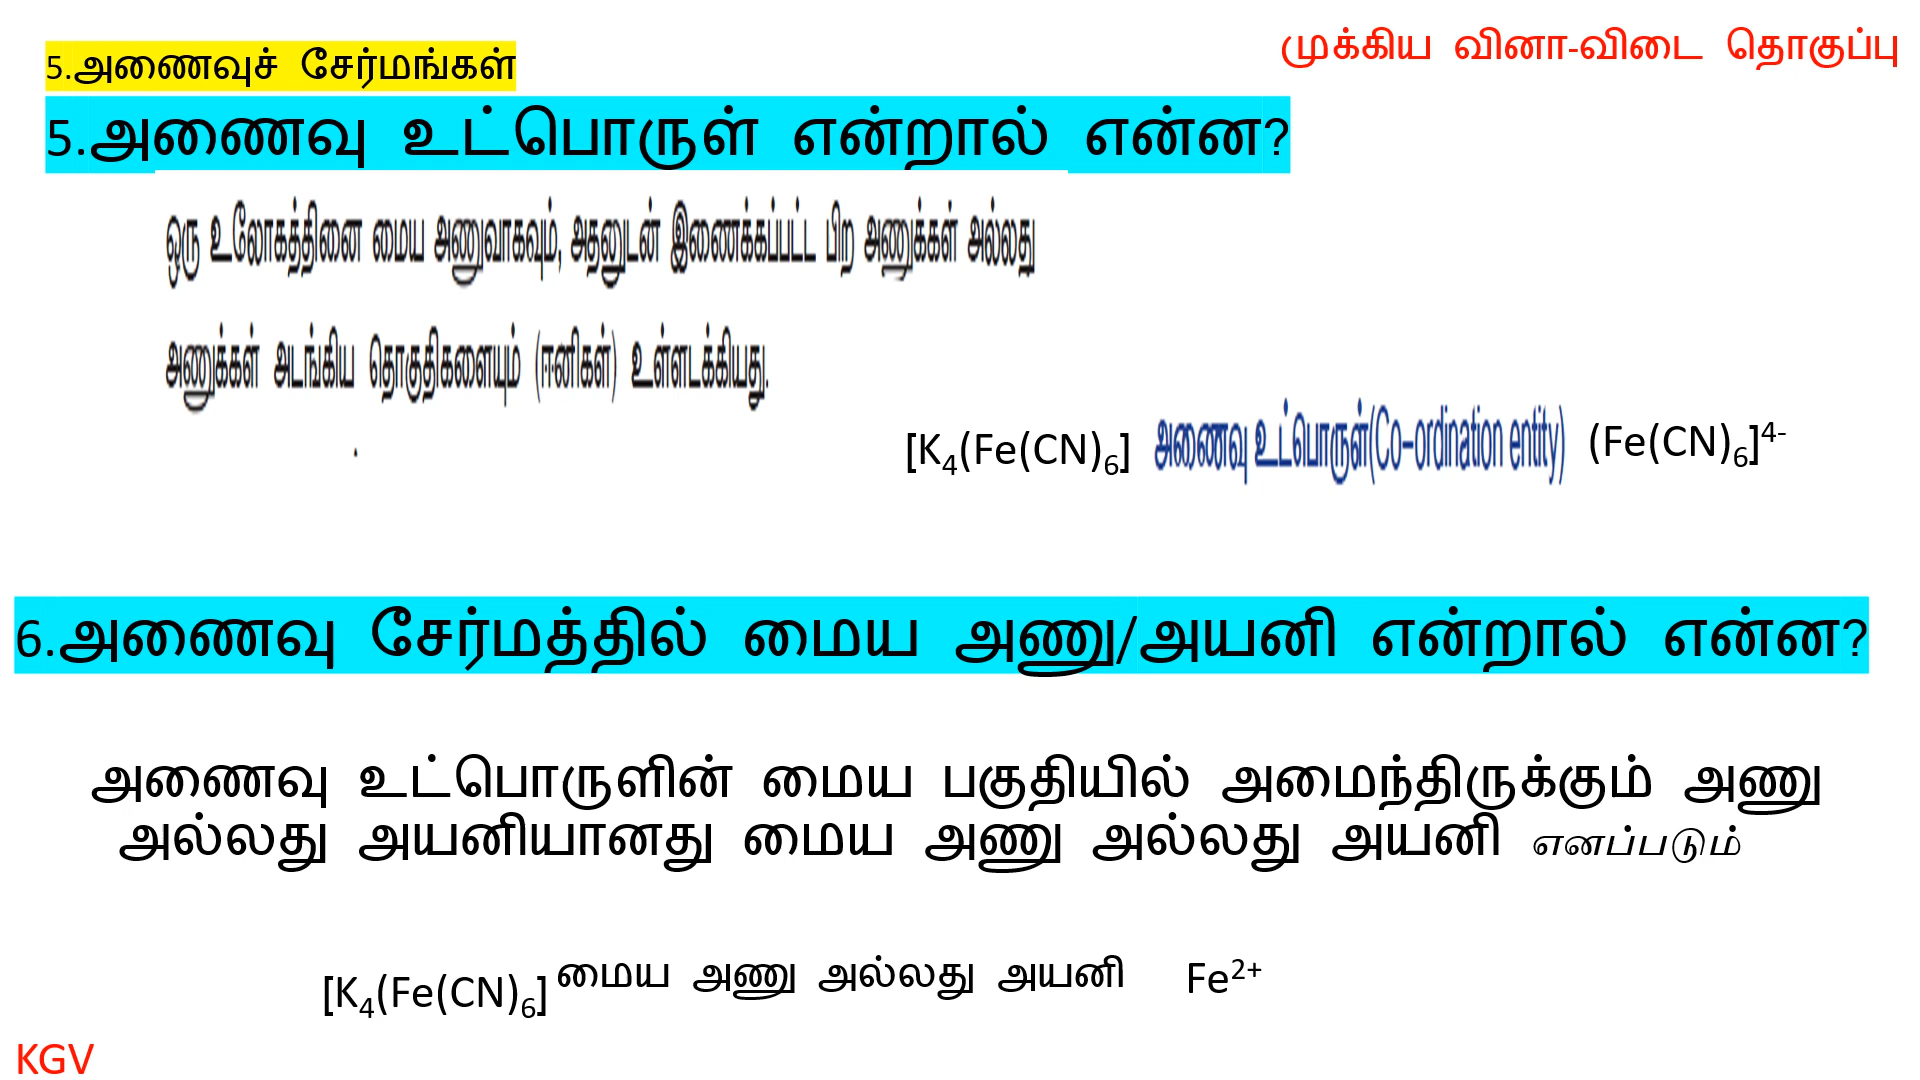 முக்கிய வினா-விடை தொகுப்பு
5.அணைவுச் சேர்மங்கள்
5.அணைவு உட்பொருள் என்றால் என்ன?
ஒரு உலோகத்தினை மைய அணுவாகவும், அதனுடன் இணைக்கப்பட்ட பிற அணுக்கள் அல்லது
அணுக்கள் அடங்கிய தொகுதிகளையும் (ஈனிகள்) உள்ளடக்கியது.
[K₄(Fe(CN)₆] அணைவு உட்பொருள்(Co-ordination entity) (Fe(CN)₆]⁴⁻
6.அணைவு சேர்மத்தில் மைய அணு/அயனி என்றால் என்ன?
அணைவு உட்பொருளின் மைய பகுதியில் அமைந்திருக்கும் அணு
அல்லது அயனியானது மைய அணு அல்லது அயனி எனப்படும்
[K₄(Fe(CN)₆] மைய அணு அல்லது அயனி Fe²⁺
KGV